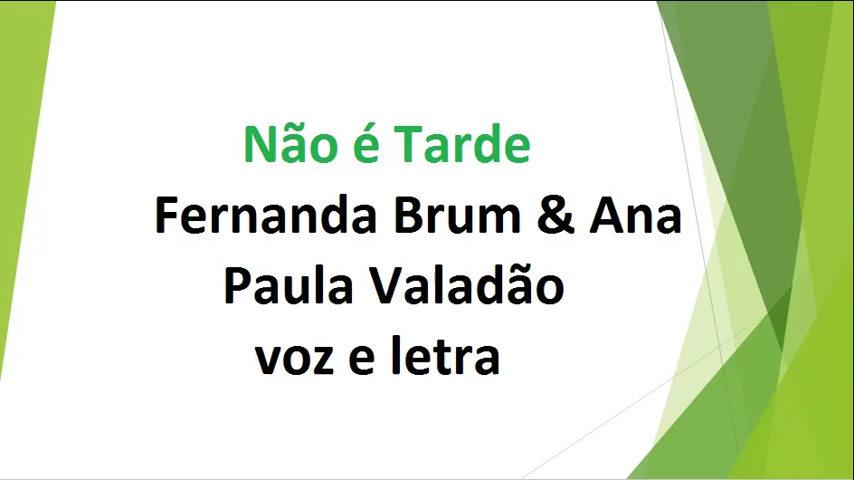 Não é Tarde
Fernanda Brum & Ana
Paula Valadão
voz e letra